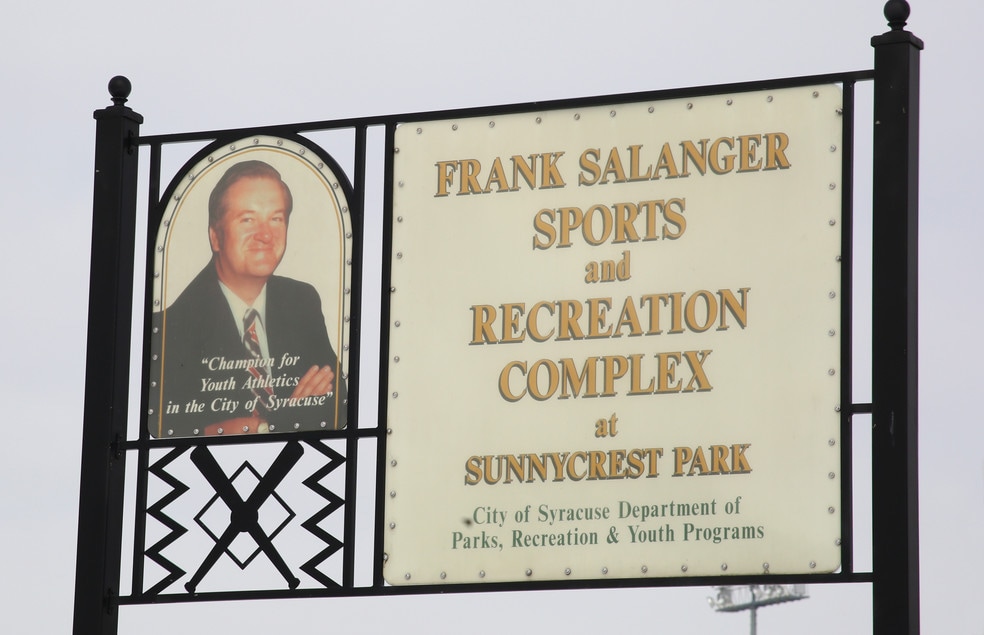 "Champion for
Youth Athletics
in the City of Syracuse"
FRANK SALANGER
SPORTS
and
RECREATION
COMPLEX
at
SUNNYCREST PARK
City of Syracuse Department of
Parks, Recreation & Youth Programs